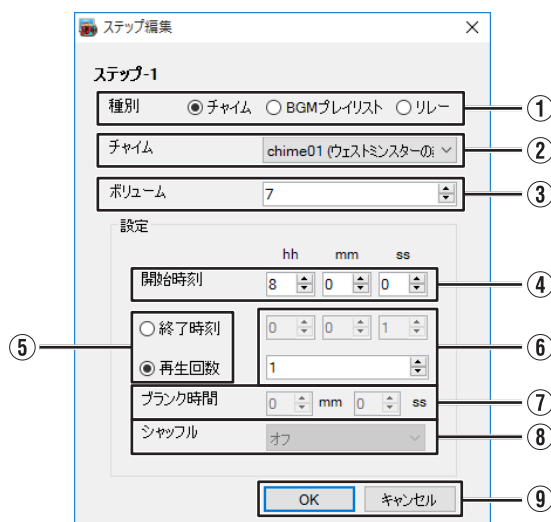 ステップ編集
ステップ-1
種別 チャイム BGMプレイリスト リレー ①
チャイム chime01 (ウェストミンスターの ②
ボリューム 7 ③
設定
hh mm ss
開始時刻 8 0 0 ④
⑤ 終了時刻 0 0 1 ⑥
再生回数 1
ブランク時間 0 mm 0 ss ⑦
シャッフル オフ ⑧
OK キャンセル ⑨